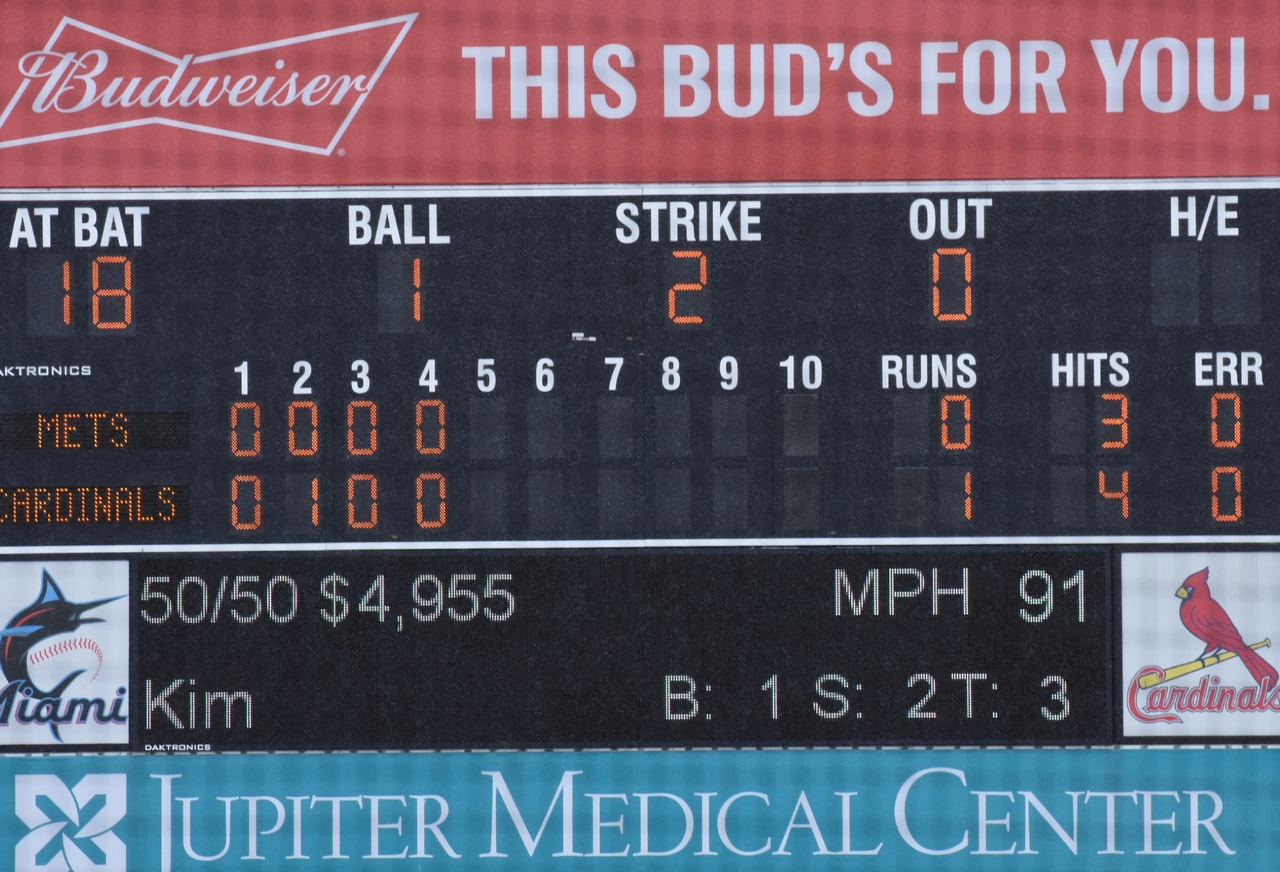 Budweiser
THIS BUD'S FOR YOU.
AT BAT BALL STRIKE OUT H/E
18 1 2 0
AKTRONICS 1 2 3 4 5 6 7 8 9 10 RUNS HITS ERR
METS 0 0 0 0 0 3 0
CARDINALS 0 1 0 0 1 4 0
50/50 $4,955 MPH 91
Miami
Kim B: 1 S: 2 T: 3
Cardinals
DAKTRONICS
JUPITER MEDICAL CENTER